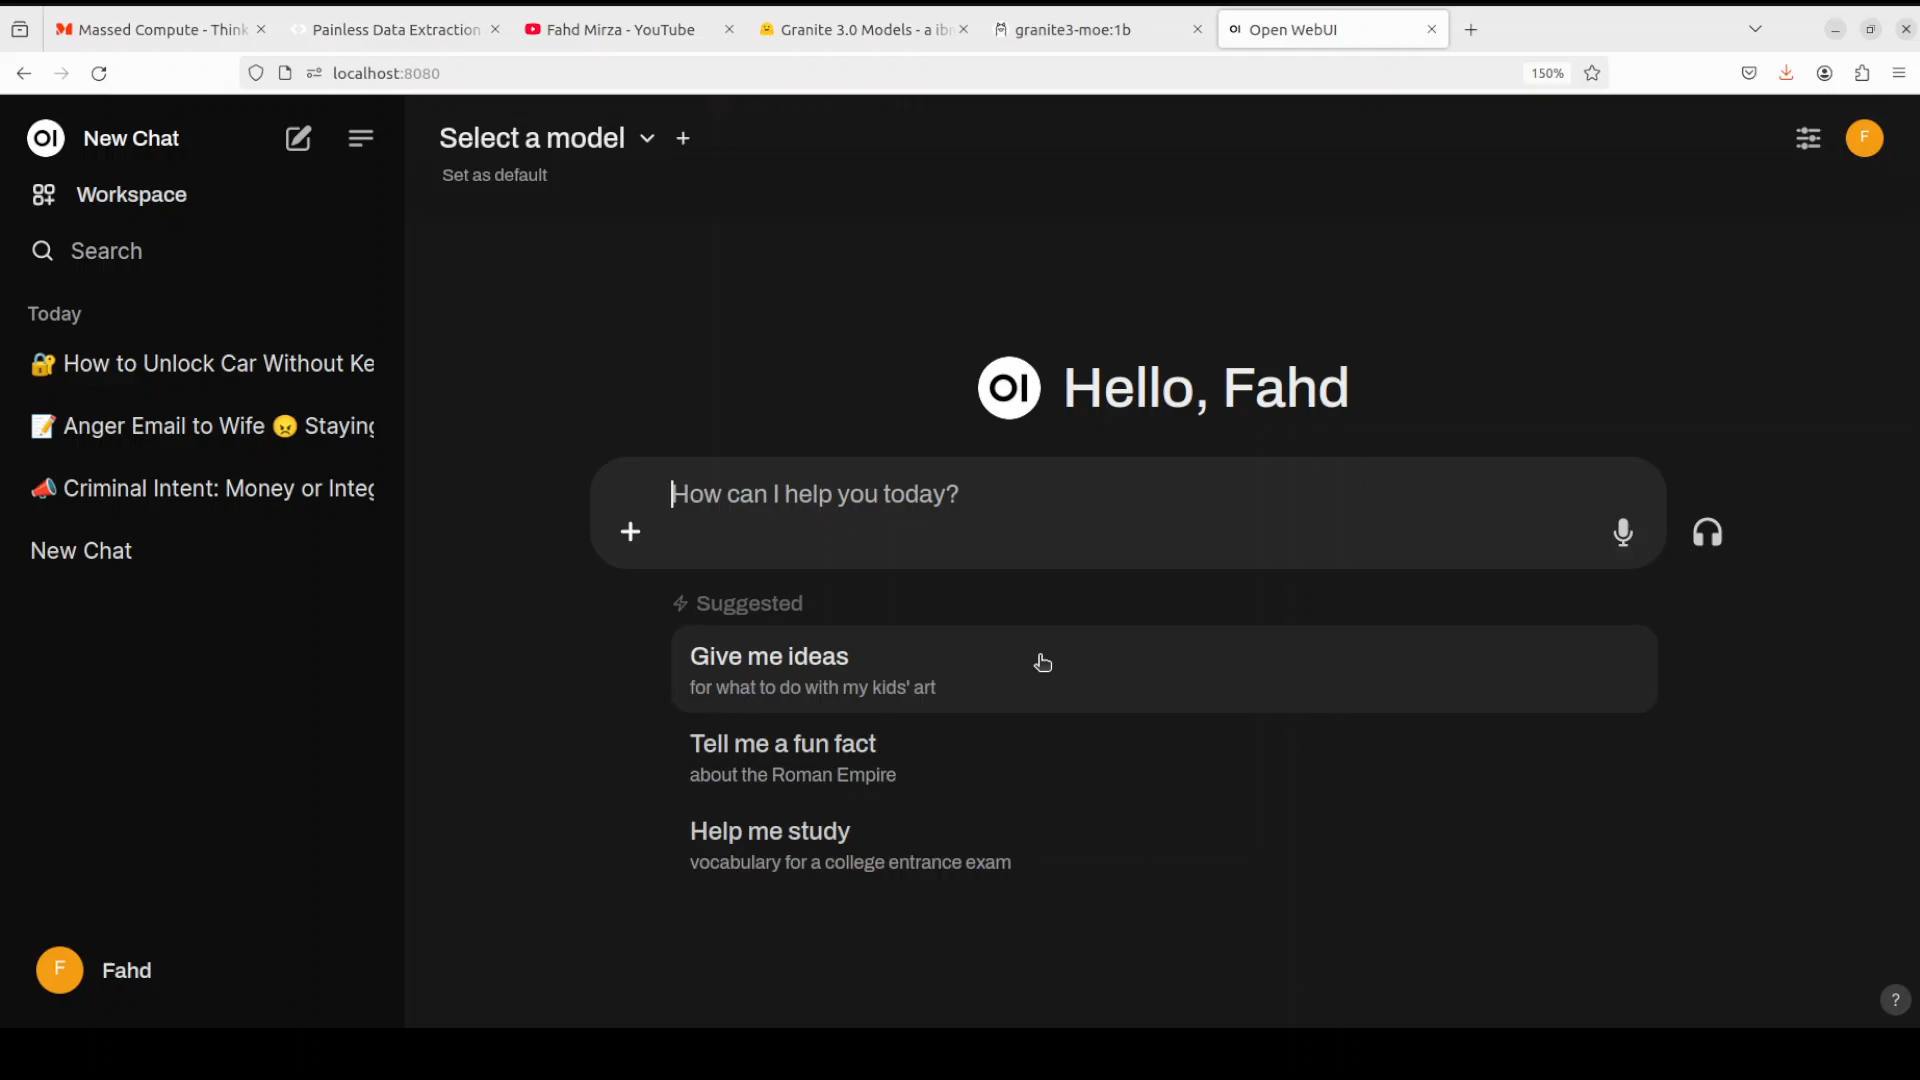 Massed Compute - Think
Painless Data Extraction
Fahd Mirza - YouTube
Granite 3.0 Models - a ibn
granite3-moe:1b
OI Open WebUI
localhost:8080
150%
OI New Chat
Select a model
F
Set as default
Workspace
Search
Today
How to Unlock Car Without Ke
Anger Email to Wife 😠 Staying
Criminal Intent: Money or Integ
New Chat
OI Hello, Fahd
How can I help you today?
Suggested
Give me ideas
for what to do with my kids' art
Tell me a fun fact
about the Roman Empire
Help me study
vocabulary for a college entrance exam
F Fahd
?